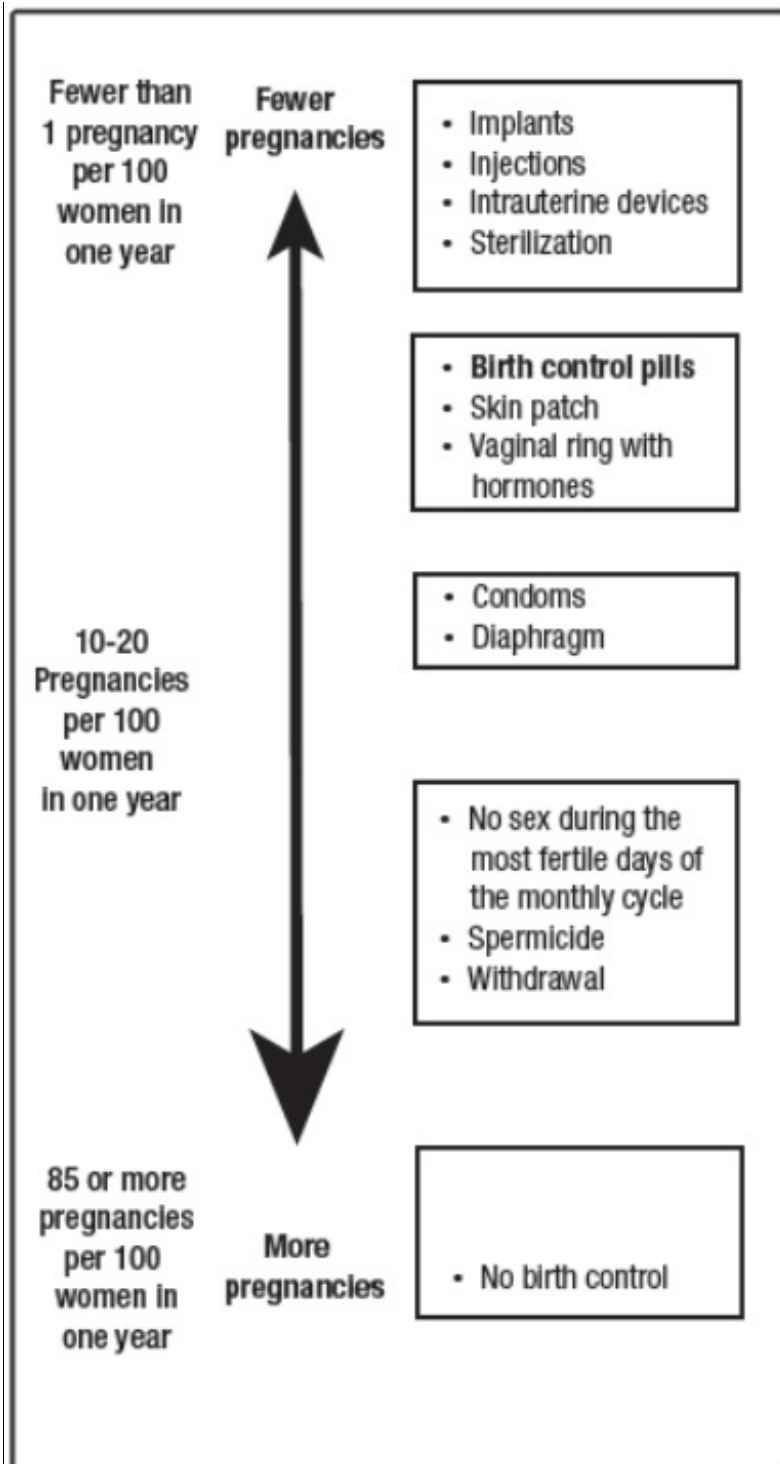 Fewer than
1 pregnancy
per 100
women in
one year
Fewer
pregnancies
• Implants
• Injections
• Intrauterine devices
• Sterilization
• Birth control pills
• Skin patch
• Vaginal ring with
hormones
10-20
Pregnancies
per 100
women
in one year
• Condoms
• Diaphragm
• No sex during the
most fertile days of
the monthly cycle
• Spermicide
• Withdrawal
85 or more
pregnancies
per 100
women in
one year
More
pregnancies
• No birth control